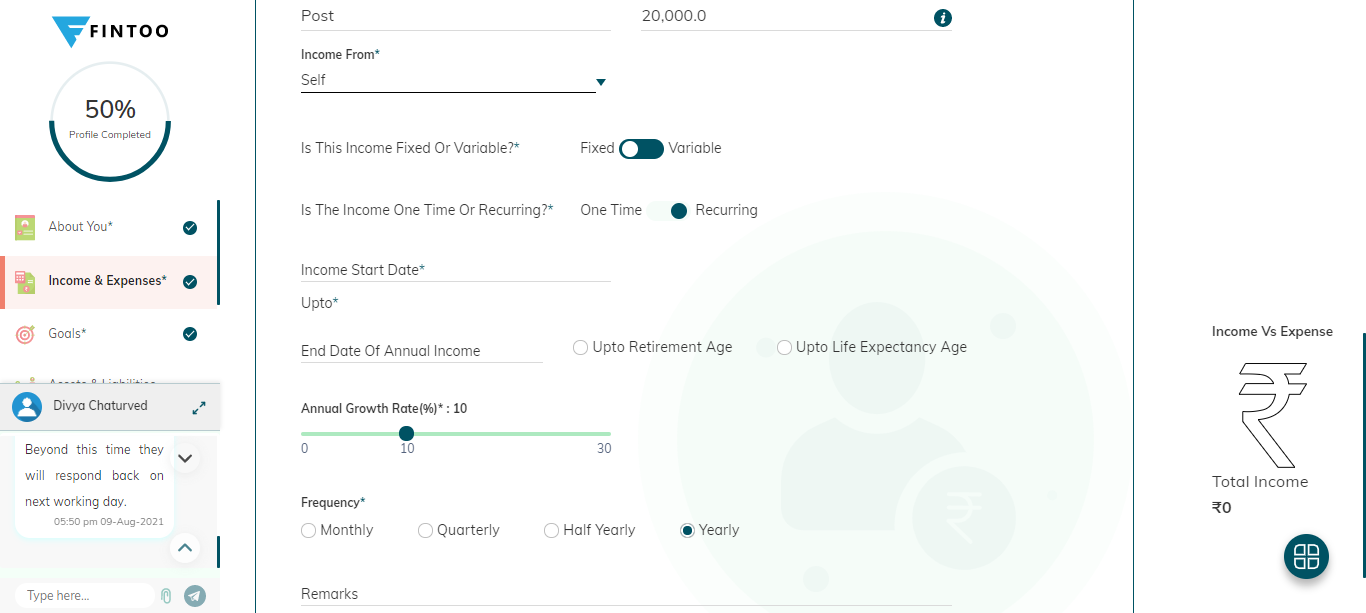 FINTOO
50%
Profile Completed
About You*
Income & Expenses*
Goals*
Assets & Liabilities
Divya Chaturved
Beyond this time they
will respond back on
next working day.
05:50 pm 09-Aug-2021
Type here...
Post
20,000.0
Income From*
Self
Is This Income Fixed Or Variable?*
Fixed
Variable
Is The Income One Time Or Recurring?*
One Time
Recurring
Income Start Date*
Upto*
End Date Of Annual Income
Upto Retirement Age
Upto Life Expectancy Age
Annual Growth Rate(%)* : 10
0
10
30
Frequency*
Monthly
Quarterly
Half Yearly
Yearly
Remarks
Income Vs Expense
₹
Total Income
₹0